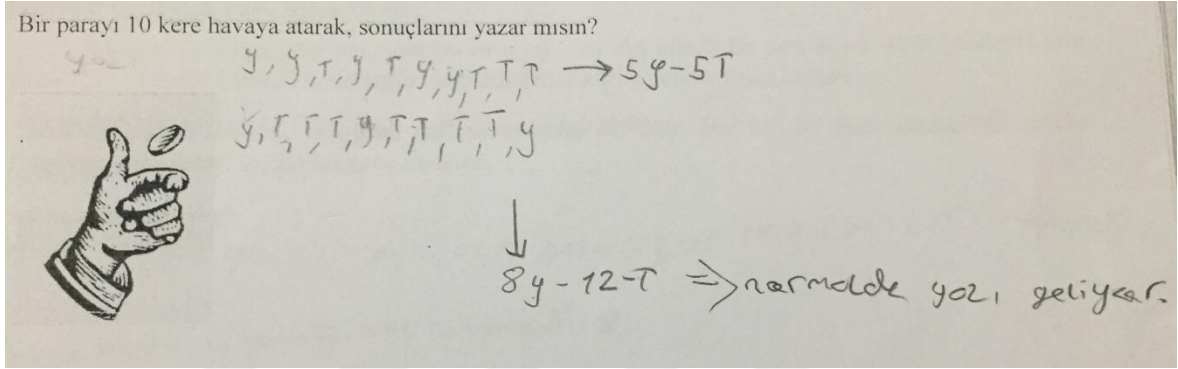 Bir parayı 10 kere havaya atarak, sonuçlarını yazar mısın?
y, y, T, y, T, y, y, T, T, T → 5y-5T
y, T, T, T, y, T, T, T, T, y
↓
8y - 12-T ⇒ normalde yazı geliyor.